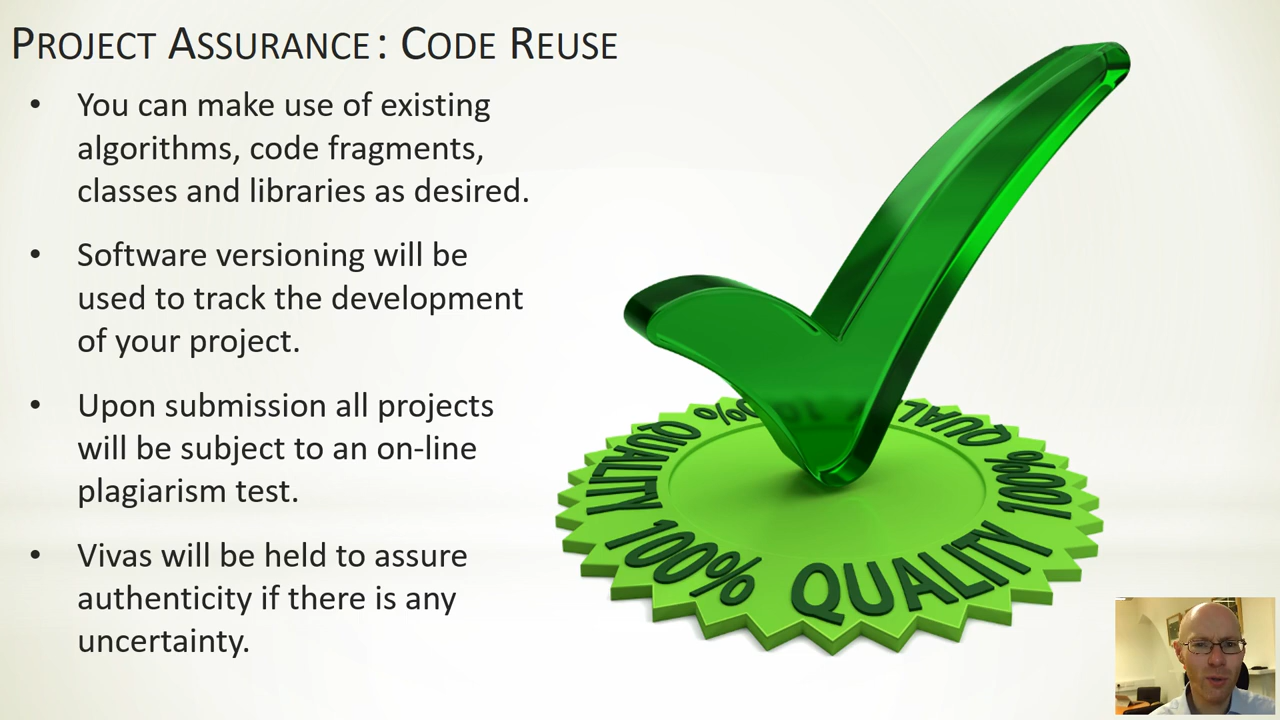 PROJECT ASSURANCE: CODE REUSE
• You can make use of existing
algorithms, code fragments,
classes and libraries as desired.
• Software versioning will be
used to track the development
of your project.
• Upon submission all projects
will be subject to an on-line
plagiarism test.
• Vivas will be held to assure
authenticity if there is any
uncertainty.
QUALITY 100% QUALITY 100%